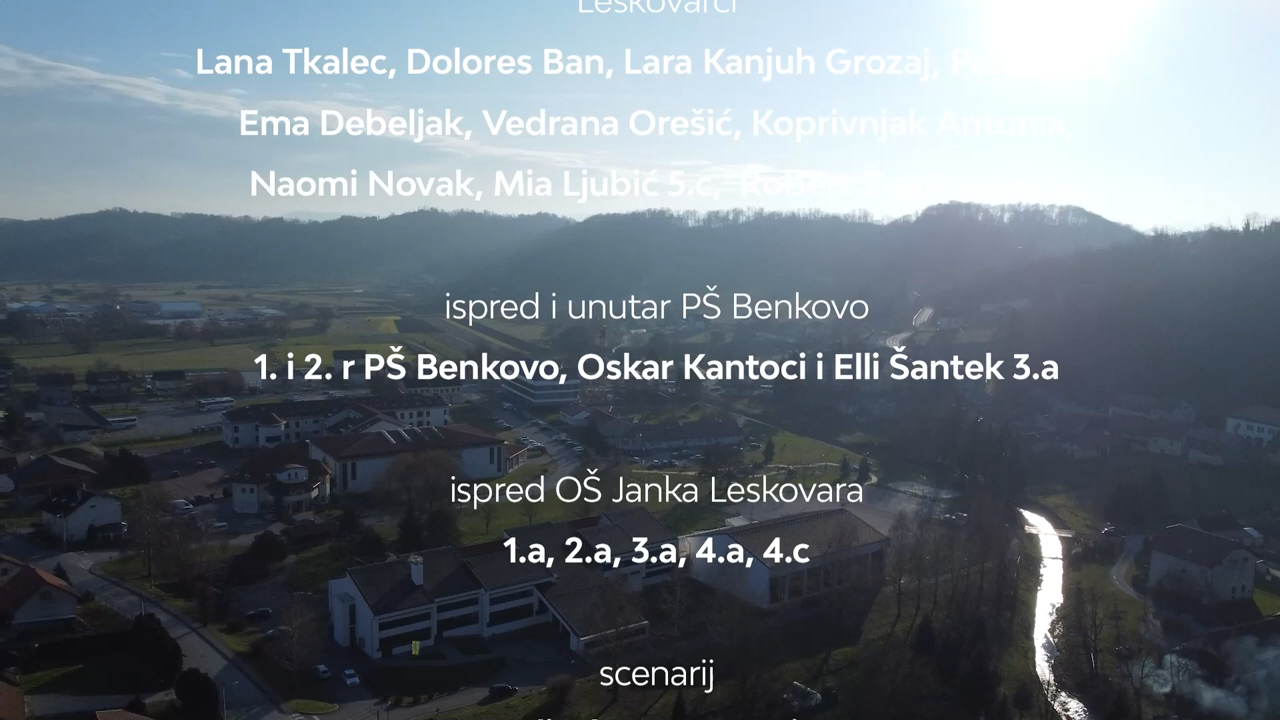 Leskovarci
Lana Tkalec, Dolores Ban, Lara Kanjuh Grozaj,
Ema Debeljak, Vedrana Orešić, Koprivnjak Antonia
Naomi Novak, Mia Ljubić 5.c,
ispred i unutar PŠ Benkovo
1. i 2. r PŠ Benkovo, Oskar Kantoci i Elli Šantek 3.a
ispred OŠ Janka Leskovara
1.a, 2.a, 3.a, 4.a, 4.c
scenarij